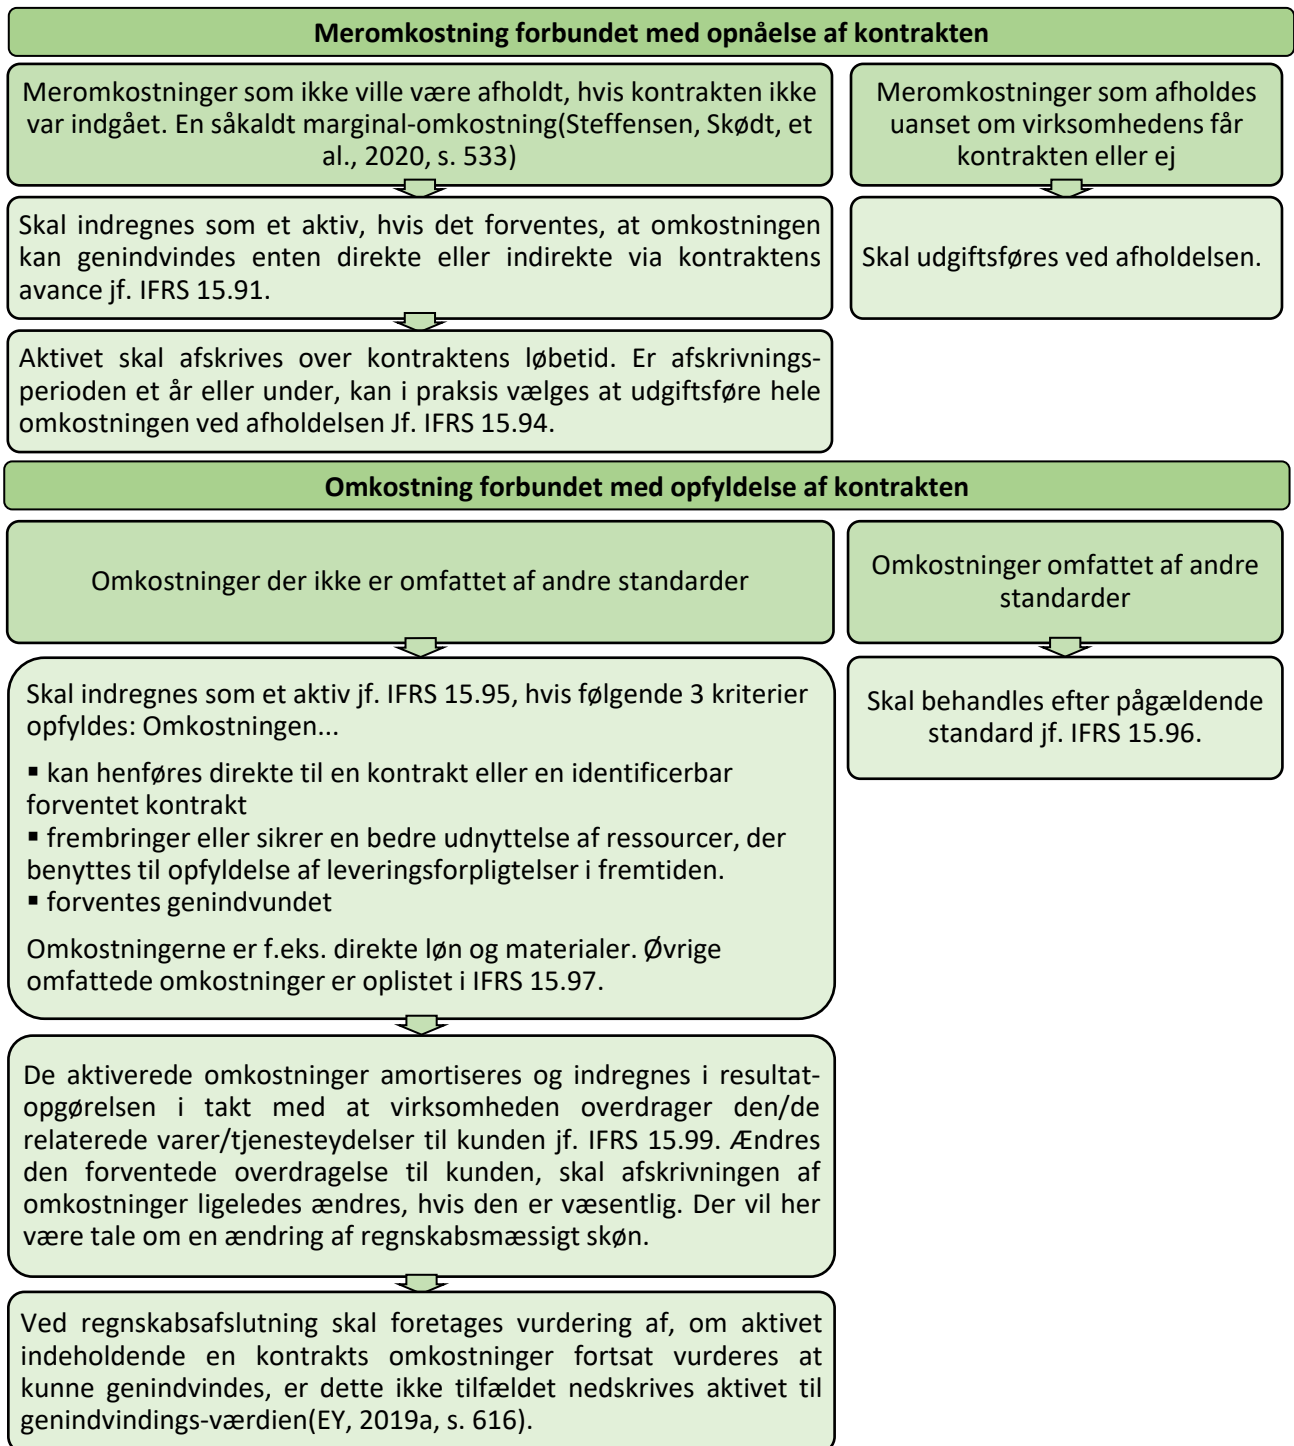 Meromkostning forbundet med opnåelse af kontrakten
Meromkostninger som ikke ville være afholdt, hvis kontrakten ikke
var indgået. En såkaldt marginal-omkostning(Steffensen, Skødt, et
al., 2020, s. 533)
Meromkostninger som afholdes
uanset om virksomhedens får
kontrakten eller ej
Skal indregnes som et aktiv, hvis det forventes, at omkostningen
kan genindvindes enten direkte eller indirekte via kontraktens
avance jf. IFRS 15.91.
Skal udgiftsføres ved afholdelsen.
Aktivet skal afskrives over kontraktens løbetid. Er afskrivnings-
perioden et år eller under, kan i praksis vælges at udgiftsføre hele
omkostningen ved afholdelsen Jf. IFRS 15.94.
Omkostning forbundet med opfyldelse af kontrakten
Omkostninger der ikke er omfattet af andre standarder
Omkostninger omfattet af andre
standarder
Skal indregnes som et aktiv jf. IFRS 15.95, hvis følgende 3 kriterier
opfyldes: Omkostningen...
▪ kan henføres direkte til en kontrakt eller en identificerbar
forventet kontrakt
▪ frembringer eller sikrer en bedre udnyttelse af ressourcer, der
benyttes til opfyldelse af leveringsforpligtelser i fremtiden.
▪ forventes genindvundet
Omkostningerne er f.eks. direkte løn og materialer. Øvrige
omfattede omkostninger er oplistet i IFRS 15.97.
Skal behandles efter pågældende
standard jf. IFRS 15.96.
De aktiverede omkostninger amortiseres og indregnes i resultat-
opgørelsen i takt med at virksomheden overdrager den/de
relaterede varer/tjenesteydelser til kunden jf. IFRS 15.99. Ændres
den forventede overdragelse til kunden, skal afskrivningen af
omkostninger ligeledes ændres, hvis den er væsentlig. Der vil her
være tale om en ændring af regnskabsmæssigt skøn.
Ved regnskabsafslutning skal foretages vurdering af, om aktivet
indeholdende en kontrakts omkostninger fortsat vurderes at
kunne genindvindes, er dette ikke tilfældet nedskrives aktivet til
genindvindings-værdien(EY, 2019a, s. 616).